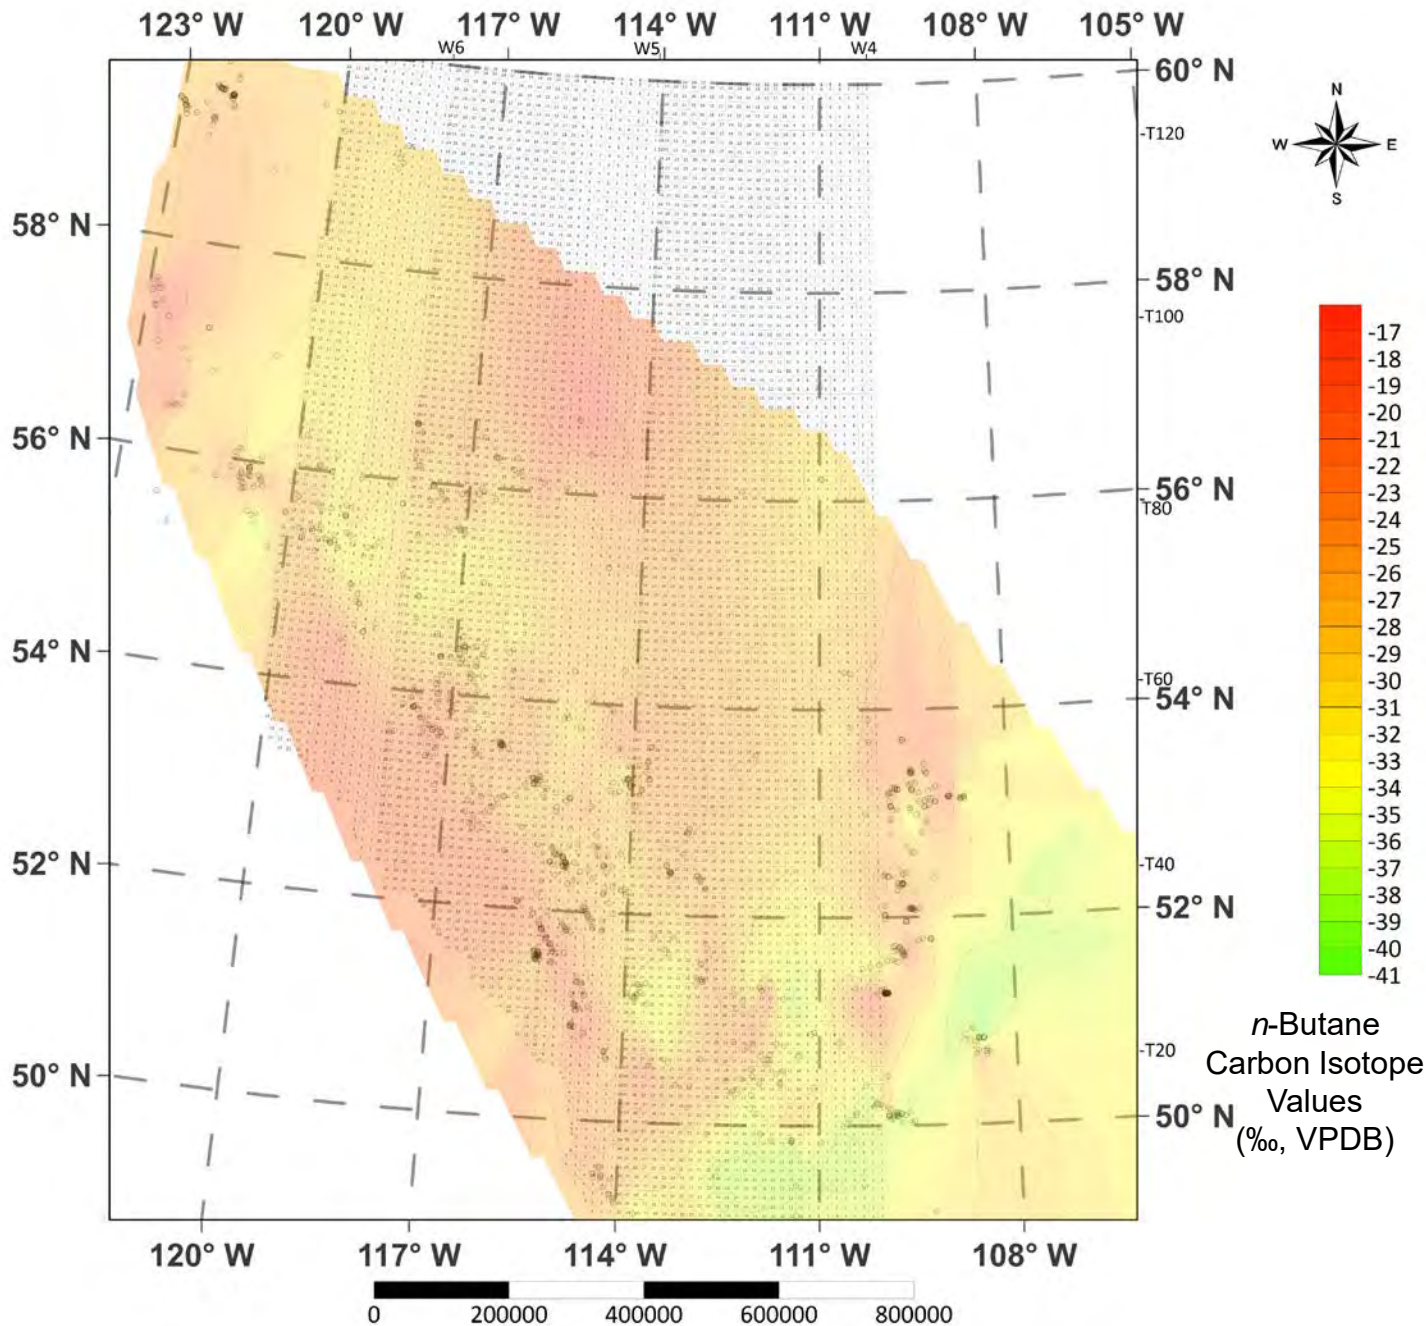 123° W 120° W 117° W 114° W 111° W 108° W 105° W
W6 W5 W4
60° N
N
W E
S
-T120
58° N
58° N
-T100
56° N
56° N
T80
54° N
-T60
54° N
52° N
-T40
52° N
50° N
-T20
50° N
-17
-18
-19
-20
-21
-22
-23
-24
-25
-26
-27
-28
-29
-30
-31
-32
-33
-34
-35
-36
-37
-38
-39
-40
-41
n-Butane
Carbon Isotope
Values
(‰, VPDB)
120° W 117° W 114° W 111° W 108° W
0 200000 400000 600000 800000